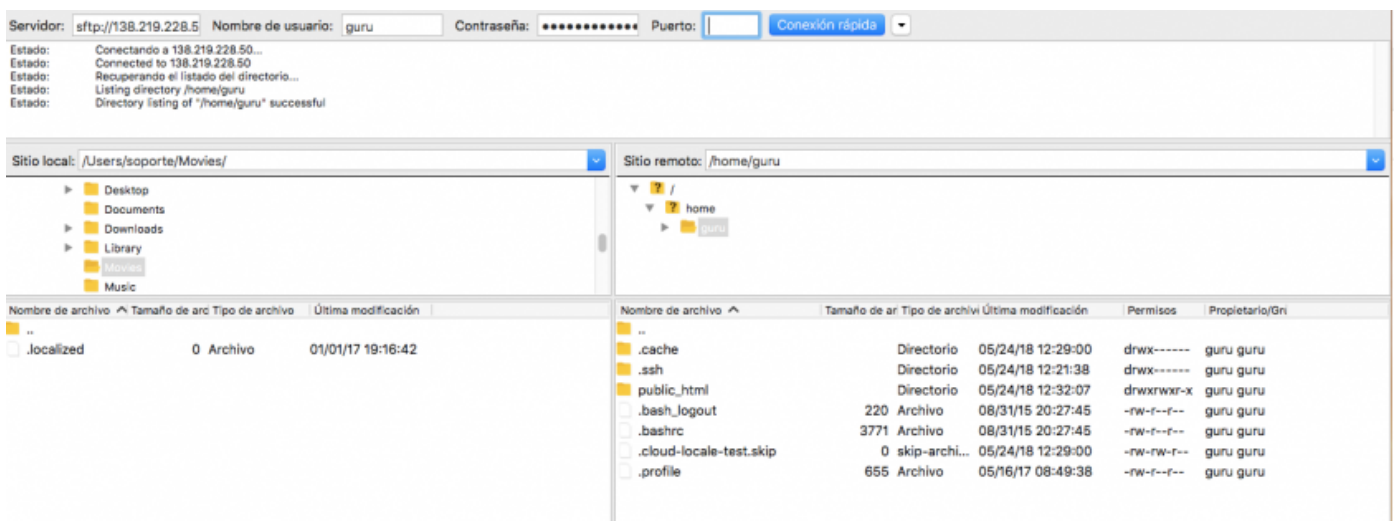 Servidor: sftp://138.219.228.5 Nombre de usuario: guru Contraseña: ●●●●●●●●●●●●● Puerto: Conexión rápida
Estado: Conectando a 138.219.228.50...
Estado: Connected to 138.219.228.50
Estado: Recuperando el listado del directorio...
Estado: Listing directory /home/guru
Estado: Directory listing of "/home/guru" successful
Sitio local: /Users/soporte/Movies/
Desktop
Documents
Downloads
Library
Movies
Music
Sitio remoto: /home/guru
/
home
guru
Nombre de archivo Tamaño de arc Tipo de archivo Última modificación
..
.localized 0 Archivo 01/01/17 19:16:42
Nombre de archivo Tamaño de ar Tipo de archiv Última modificación Permisos Propietario/Gru
..
.cache Directorio 05/24/18 12:29:00 drwx------ guru guru
.ssh Directorio 05/24/18 12:21:38 drwx------ guru guru
public_html Directorio 05/24/18 12:32:07 drwxrwxr-x guru guru
.bash_logout 220 Archivo 08/31/15 20:27:45 -rw-r--r-- guru guru
.bashrc 3771 Archivo 08/31/15 20:27:45 -rw-r--r-- guru guru
.cloud-locale-test.skip 0 skip-archi... 05/24/18 12:29:00 -rw-rw-r-- guru guru
.profile 655 Archivo 05/16/17 08:49:38 -rw-r--r-- guru guru